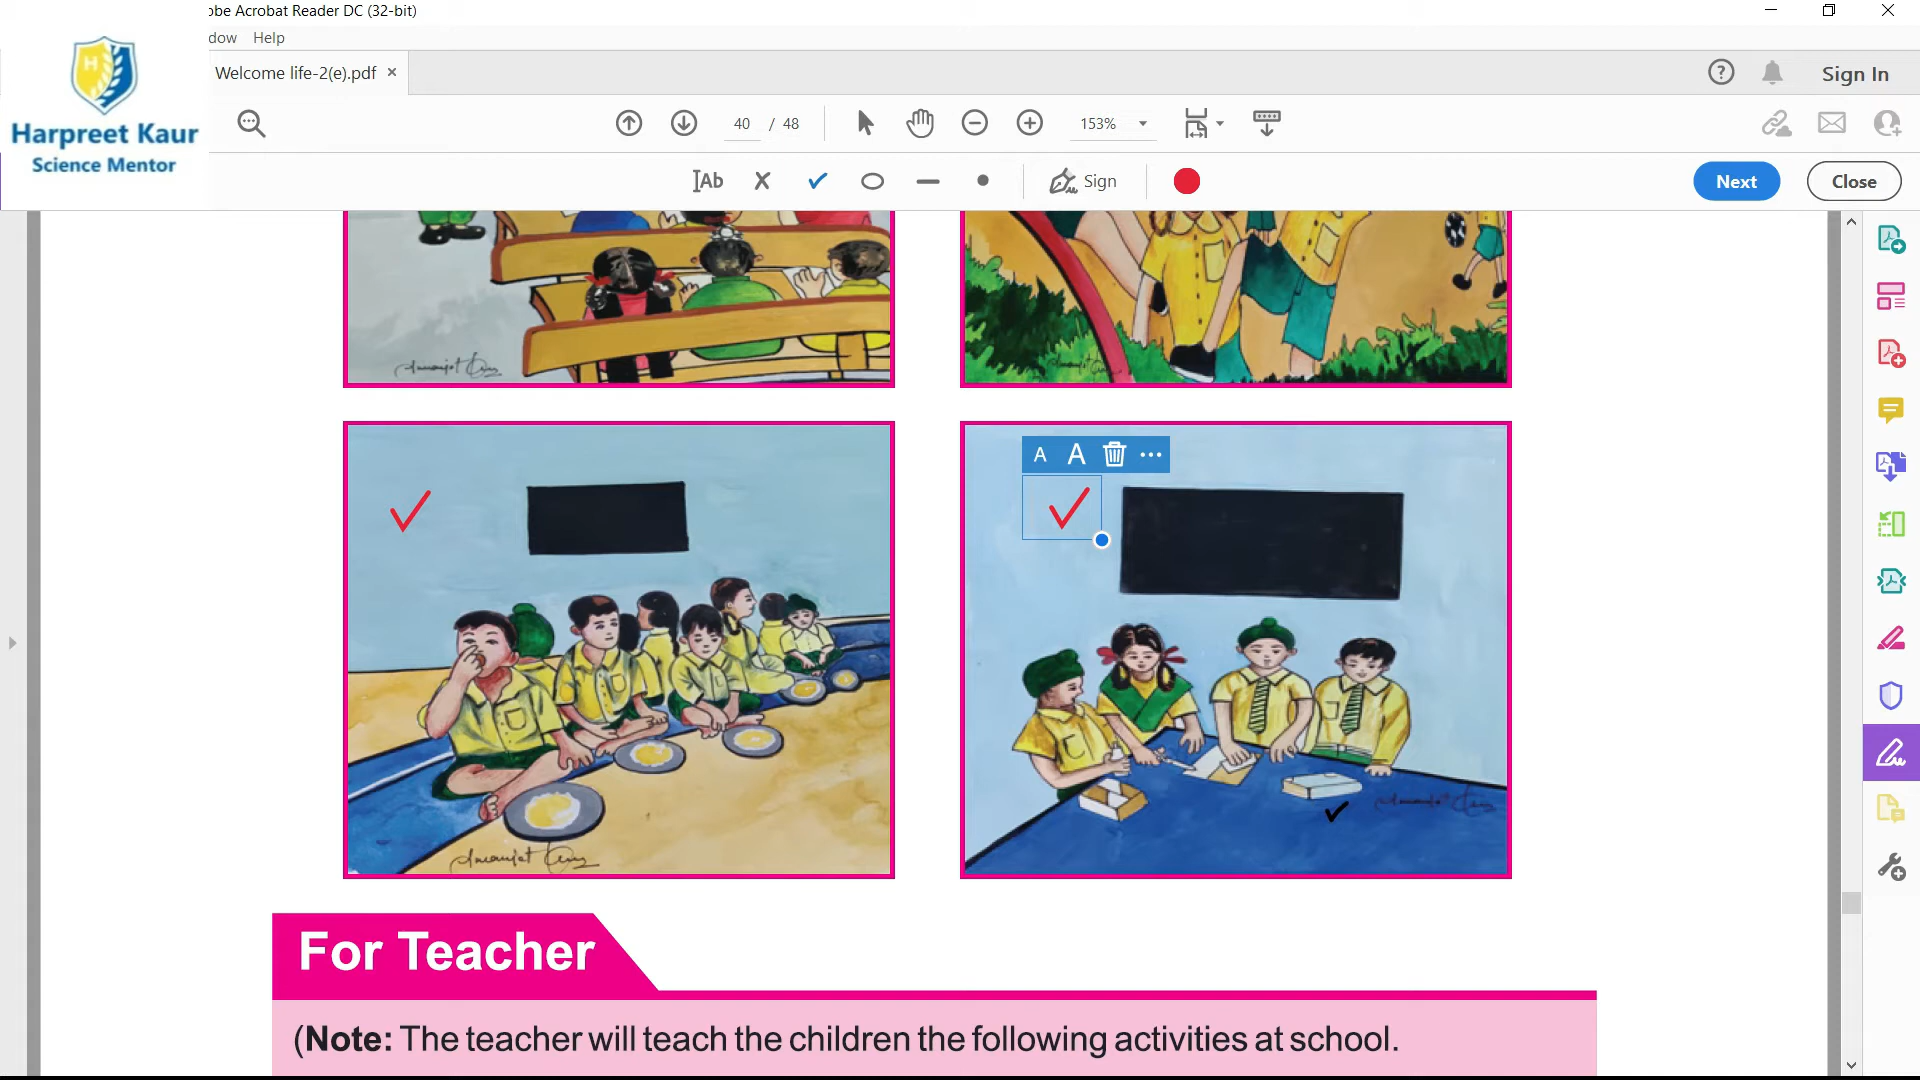 obe Acrobat Reader DC (32-bit)
dow Help
Welcome life-2(e).pdf
Sign In
H
Harpreet Kaur
Science Mentor
40 / 48
153%
Ab
Sign
Next
Close
A A
For Teacher
(Note: The teacher will teach the children the following activities at school.